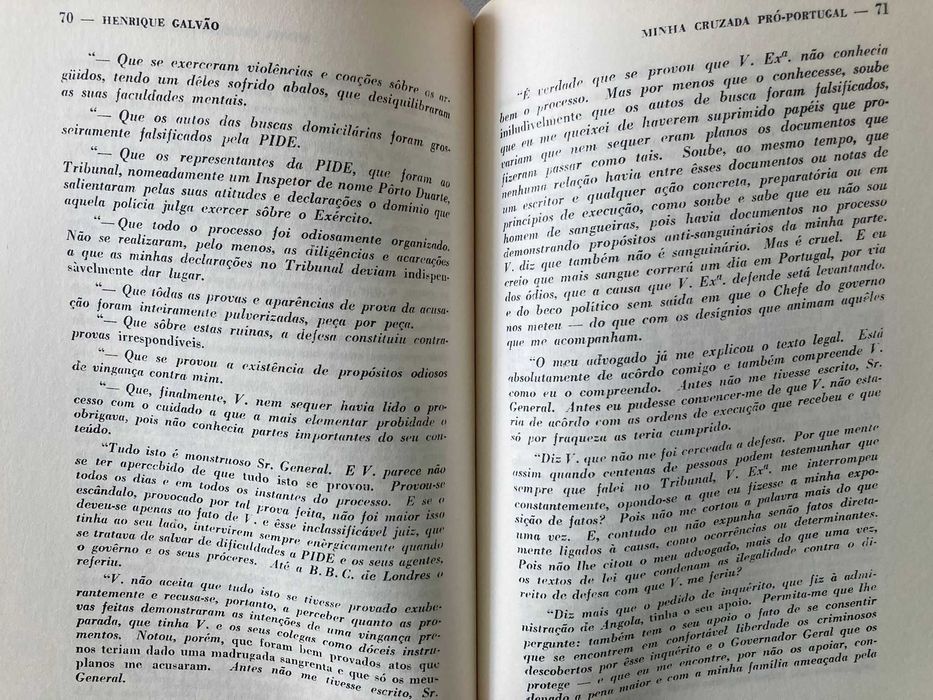 70 — HENRIQUE GALVÃO
“— Que se exerceram violências e coações sôbre os ar-
güidos, tendo um dêles sofrido abalos, que desiquilibraram
as suas faculdades mentais.
“— Que os autos das buscas domicilárias foram gros-
seiramente falsificados pela PIDE.
“— Que os representantes da PIDE, que foram ao
Tribunal, nomeadamente um Inspetor de nome Pôrto Duarte,
salientaram pelas suas atitudes e declarações o domínio que
aquela polícia julga exercer sôbre o Exército.
“— Que todo o processo foi odiosamente organizado.
Não se realizaram, pelo menos, as diligências e acareações
a que as minhas declarações no Tribunal deviam indispen-
sàvelmente dar lugar.
“— Que tôdas as provas e aparências de prova da acusa-
ção foram inteiramente pulverizadas, peça por peça.
“— Que sôbre estas ruinas, a defesa constituiu contra-
provas irrespondíveis.
“— Que se provou a existência de propósitos odiosos
de vingança contra mim.
“— Que, finalmente, V. nem sequer havia lido o pro-
cesso com o cuidado a que a mais elementar probidade o
obrigava, pois não conhecia partes importantes do seu con-
teúdo.
“Tudo isto é monstruoso Sr. General. E V. parece não
se ter apercebido de que tudo isto se provou. Provou-se
todos os dias e em todos os instantes do processo. E se o
escândalo, provocado por tal prova feita, não foi maior isso
deveu-se apenas ao fato de V. e êsse inclassificável juiz, que
tinha ao seu lado, intervirem sempre enèrgicamente quando
se tratava de salvar de dificuldades a PIDE e os seus agentes,
o govêrno e os seus próceres. Até a B.B.C. de Londres o
referiu.
“V. não aceita que tudo isto se tivesse provado exube-
rantemente e recusa-se, portanto, a perceber quanto as pro-
vas feitas demonstraram as intenções de uma vingança pre-
parada, que tinha V. e os seus colegas como dóceis instru-
mentos. Notou, porém, que foram bem provados atos que
nos teriam dado uma madrugada sangrenta e que só os meus
planos me acusaram. Antes não me tivesse escrito, Sr.
General.
MINHA CRUZADA PRÓ-PORTUGAL — 71
“É verdade que se provou que V. Exª. não conhecia
bem o processo. Mas por menos que o conhecesse, soube
iniludìvelmente que os autos de busca foram falsificados,
que eu me queixei de haverem suprimido papéis que pro-
variam que nem sequer eram planos os documentos que
fizeram passar como tais. Soube, ao mesmo tempo, que
nenhuma relação havia entre êsses documentos ou notas de
um escritor e qualquer ação concreta, preparatória ou em
princípios de execução, como soube e sabe que eu não sou
homem de sangueiras, pois havia documentos no processo
demonstrando propósitos anti-sanguinários da minha parte.
V. diz que também não é sanguinário. Mas é cruel. E eu
creio que mais sangue correrá um dia em Portugal, por via
dos ódios, que a causa que V. Exª. defende setá levantando.
e do beco político sem saída em que o Chefe do governo
nos meteu — do que com os desígnios que animam aquêles
que me acompanham.
“O meu advogado já me explicou o texto legal. Está
absolutamente de acôrdo comigo e também compreende V.
como eu o compreendo. Antes não me tivesse escrito, Sr.
General. Antes eu pudesse convencer-me de que V. não esta-
ria de acôrdo com as ordens de execução que recebeu e que
só por fraqueza as teria cumprido.
“Diz V. que não me foi cerceada a defesa. Por que mente
assim quando centenas de pessoas podem testemunhar que
sempre que falei no Tribunal, V. Exª. me interrompeu
constantemente, opondo-se a que eu fizesse a minha expo-
sição de fatos? Pois não me cortou a palavra mais do que
uma vez. E, contudo eu não expunha senão fatos direta-
mente ligados à causa, como ocorrências ou determinantes.
Pois não lhe citou o meu advogado, mais do que uma vez,
os textos de lei que condenam as ilegalidade contra o di-
reito de defesa com que V. me feriu?
“Diz mais que o pedido de inquérito, que fiz à admi-
nistração de Angola, tinha o seu apoio. Permita-me que lhe
pergunte: também tem o seu apoio o fato de se consentir
que se encontrem em confortável liberdade os criminosos
descobertos por êsse inquérito e o Governador Geral que os
protege — e que eu me encontre, por não os apoiar, con-
denado a pena maior e com a minha família ameaçada pela